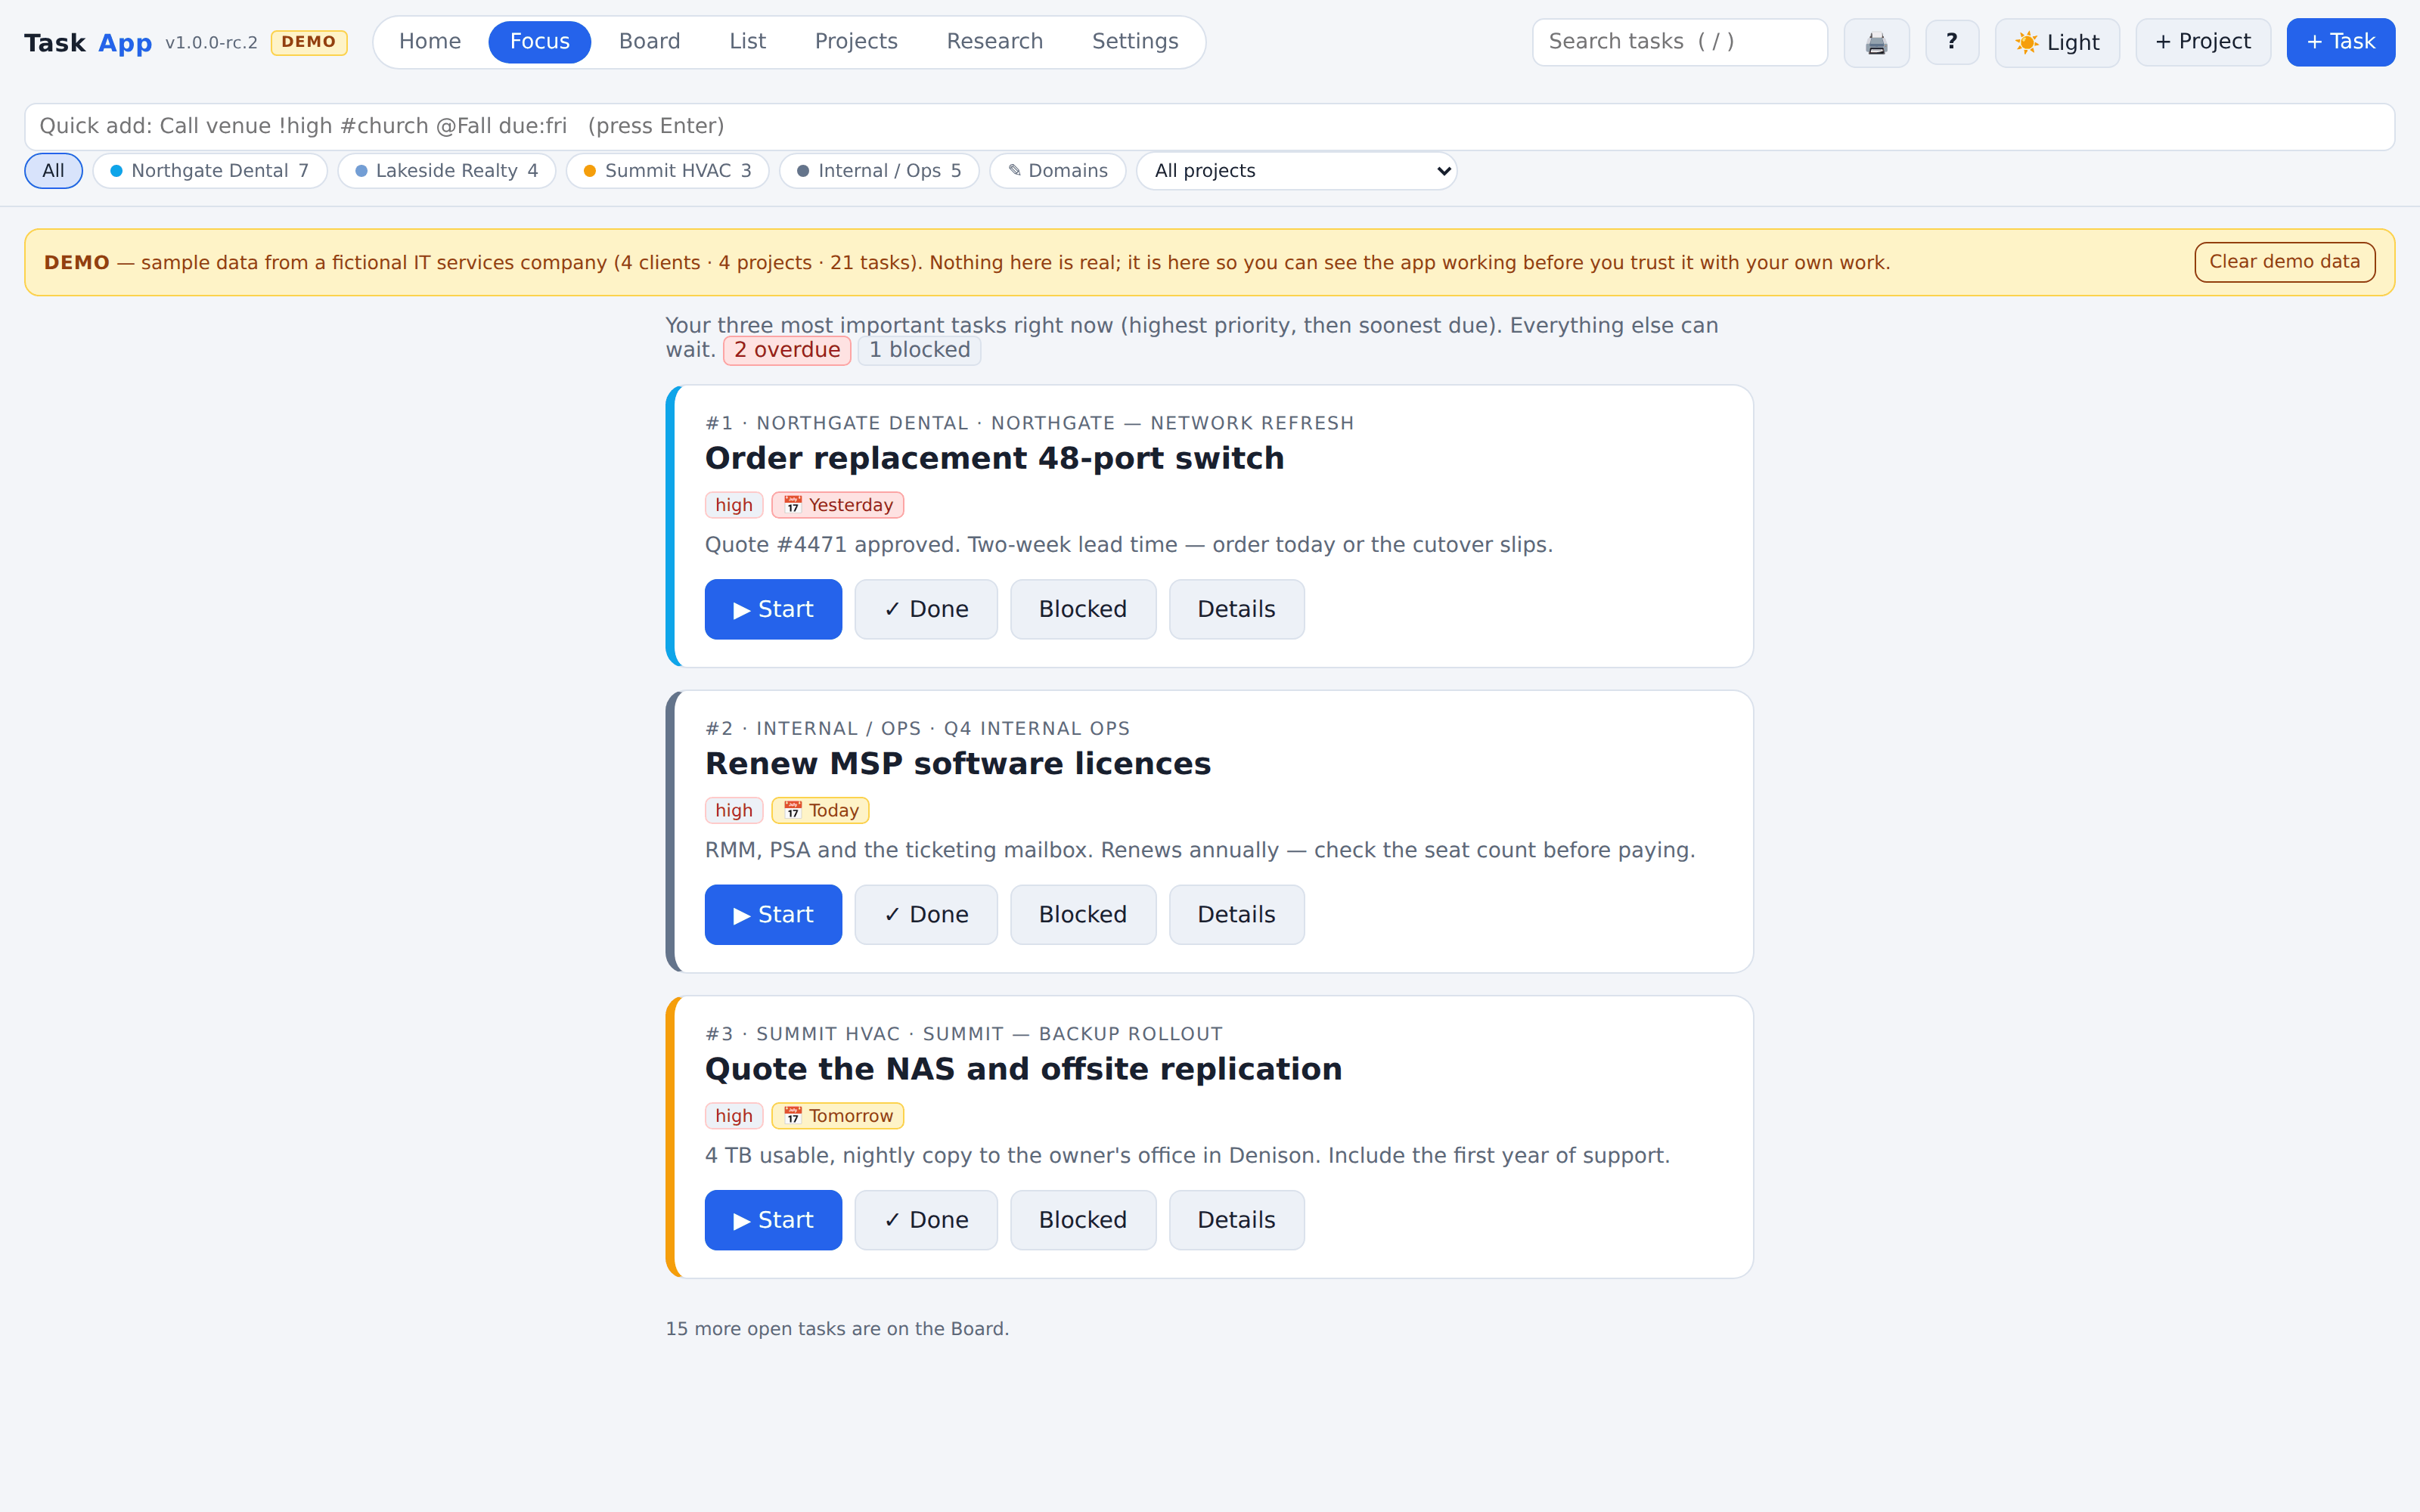 Task App v1.0.0-rc.2 DEMO Home Focus Board List Projects Research Settings Search tasks ( / ) ? ☀️ Light + Project + Task
Quick add: Call venue !high #church @Fall due:fri (press Enter)
All Northgate Dental 7 Lakeside Realty 4 Summit HVAC 3 Internal / Ops 5 ✎ Domains All projects
DEMO — sample data from a fictional IT services company (4 clients · 4 projects · 21 tasks). Nothing here is real; it is here so you can see the app working before you trust it with your own work. Clear demo data
Your three most important tasks right now (highest priority, then soonest due). Everything else can
wait. 2 overdue 1 blocked
#1 · NORTHGATE DENTAL · NORTHGATE — NETWORK REFRESH
Order replacement 48-port switch
high 📅 Yesterday
Quote #4471 approved. Two-week lead time — order today or the cutover slips.
▶ Start ✓ Done Blocked Details
#2 · INTERNAL / OPS · Q4 INTERNAL OPS
Renew MSP software licences
high 📅 Today
RMM, PSA and the ticketing mailbox. Renews annually — check the seat count before paying.
▶ Start ✓ Done Blocked Details
#3 · SUMMIT HVAC · SUMMIT — BACKUP ROLLOUT
Quote the NAS and offsite replication
high 📅 Tomorrow
4 TB usable, nightly copy to the owner's office in Denison. Include the first year of support.
▶ Start ✓ Done Blocked Details
15 more open tasks are on the Board.